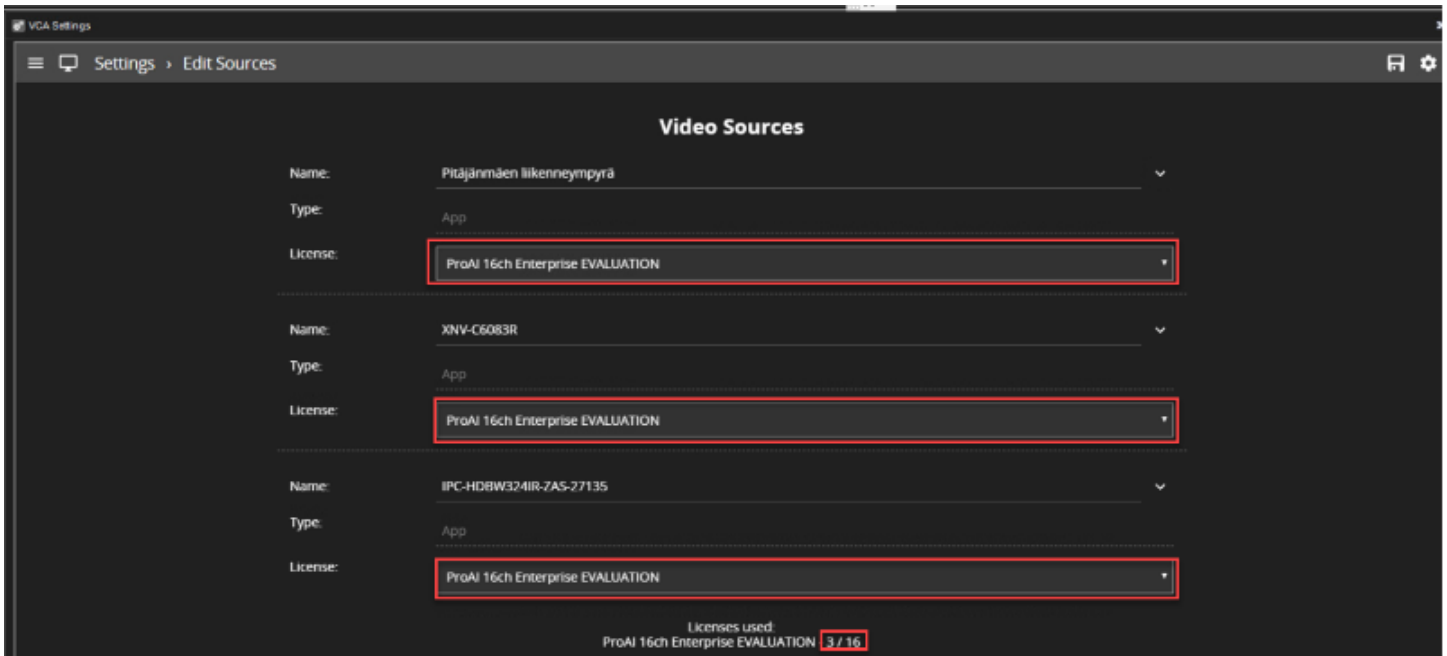 VCA Settings
Settings › Edit Sources
Video Sources
Name: Pitäjänmäen liikenneympyrä
Type: App
License: ProAI 16ch Enterprise EVALUATION
Name: XNV-C6083R
Type: App
License: ProAI 16ch Enterprise EVALUATION
Name: IPC-HDBW324IR-ZAS-27135
Type: App
License: ProAI 16ch Enterprise EVALUATION
Licenses used:
ProAI 16ch Enterprise EVALUATION 3 / 16